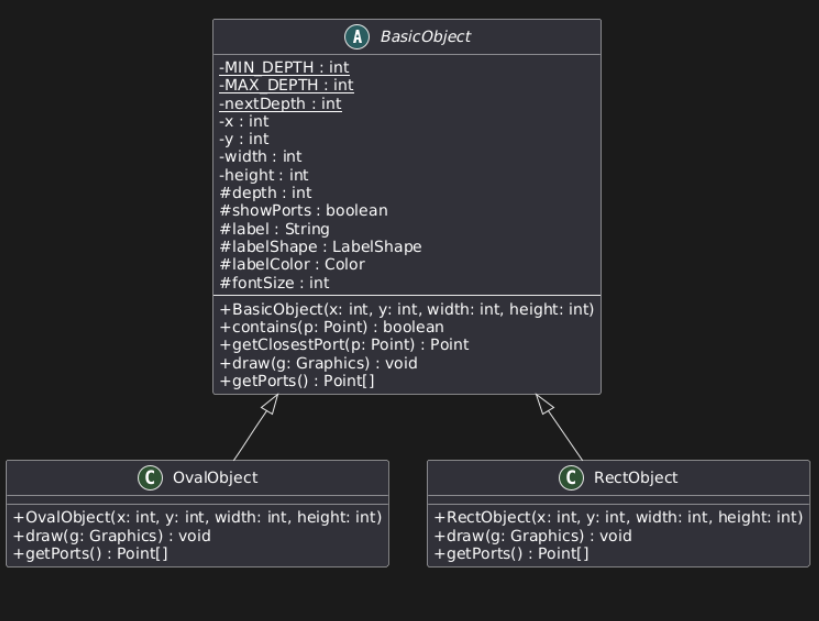 A BasicObject
-MIN_DEPTH : int
-MAX_DEPTH : int
-nextDepth : int
-x : int
-y : int
-width : int
-height : int
#depth : int
#showPorts : boolean
#label : String
#labelShape : LabelShape
#labelColor : Color
#fontSize : int
+BasicObject(x: int, y: int, width: int, height: int)
+contains(p: Point) : boolean
+getClosestPort(p: Point) : Point
+draw(g: Graphics) : void
+getPorts() : Point[]
C OvalObject
+OvalObject(x: int, y: int, width: int, height: int)
+draw(g: Graphics) : void
+getPorts() : Point[]
C RectObject
+RectObject(x: int, y: int, width: int, height: int)
+draw(g: Graphics) : void
+getPorts() : Point[]